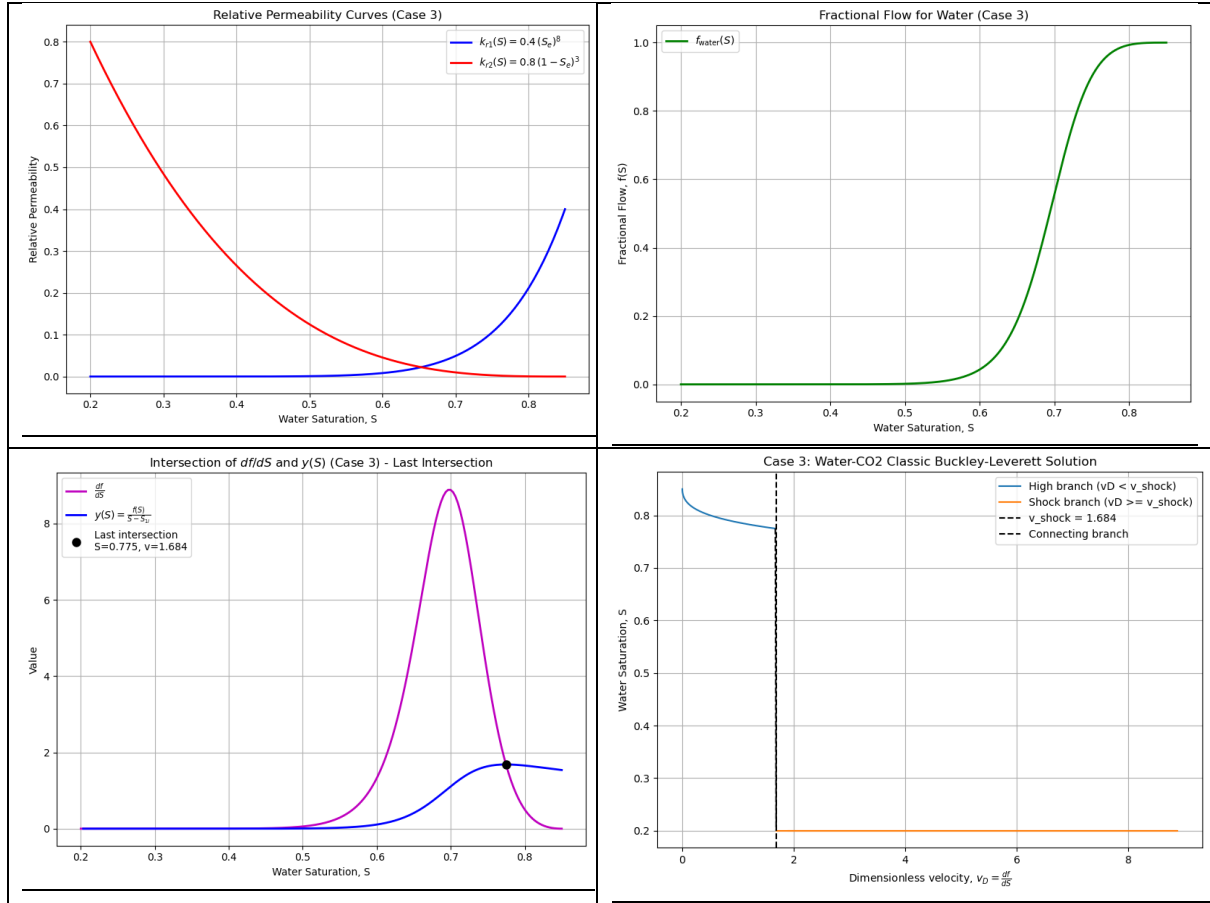 Relative Permeability Curves (Case 3)
0.8
0.7
0.6
0.5
0.4
0.3
0.2
0.1
0.0
Relative Permeability
k_{r1}(S) = 0.4 (S_e)^8
k_{r2}(S) = 0.8 (1 − S_e)^3
0.2 0.3 0.4 0.5 0.6 0.7 0.8
Water Saturation, S
Fractional Flow for Water (Case 3)
1.0
0.8
0.6
0.4
0.2
0.0
Fractional Flow, f(S)
f_{water}(S)
0.2 0.3 0.4 0.5 0.6 0.7 0.8
Water Saturation, S
Intersection of df/dS and y(S) (Case 3) - Last Intersection
8
6
4
2
0
Value
df/dS
y(S) = f(S)/(S − S_{1i})
Last intersection
S=0.775, v=1.684
0.2 0.3 0.4 0.5 0.6 0.7 0.8
Water Saturation, S
Case 3: Water-CO2 Classic Buckley-Leverett Solution
0.8
0.7
0.6
0.5
0.4
0.3
0.2
Water Saturation, S
High branch (vD < v_shock)
Shock branch (vD >= v_shock)
v_shock = 1.684
Connecting branch
0 2 4 6 8
Dimensionless velocity, v_D = df/dS